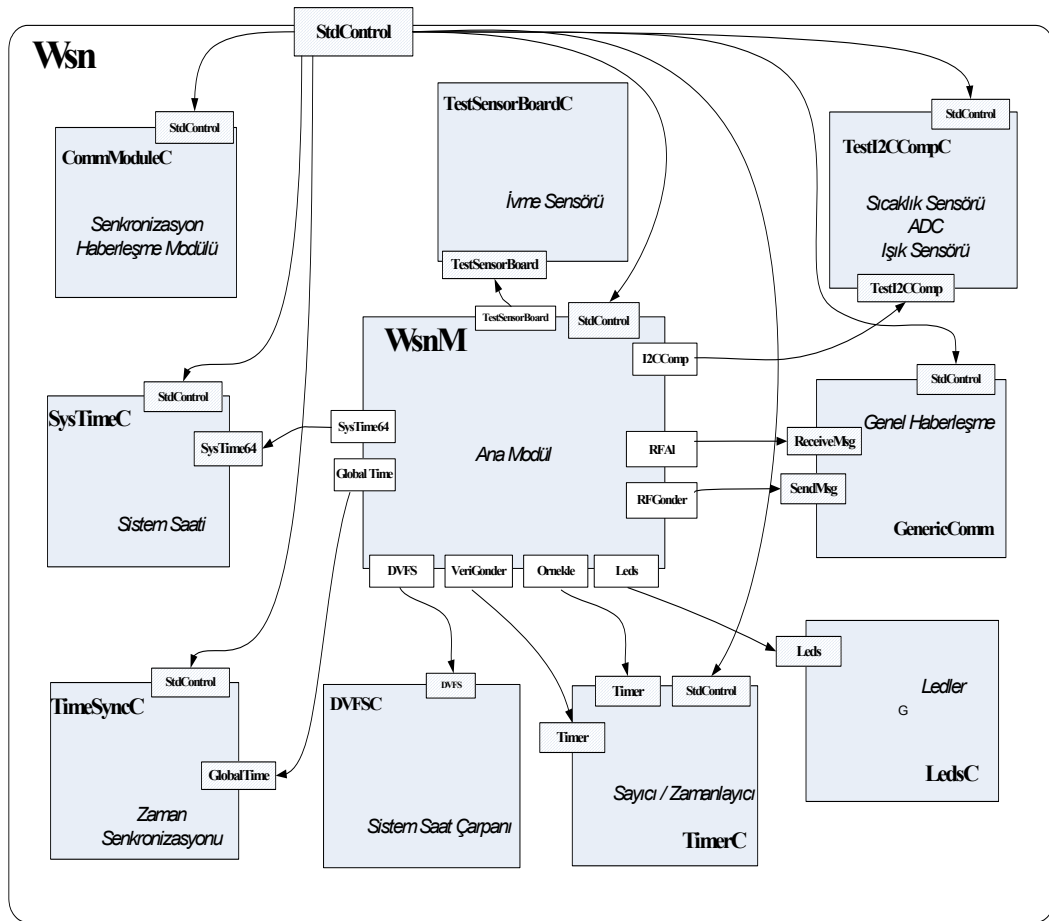 StdControl
Wsn
StdControl
CommModuleC
Senkronizasyon
Haberleşme Modülü
TestSensorBoardC
İvme Sensörü
TestSensorBoard
StdControl
TestI2CCompC
Sıcaklık Sensörü
ADC
Işık Sensörü
TestI2CComp
TestSensorBoard
StdControl
WsnM
I2CComp
SysTime64
Global Time
Ana Modül
RFAl
RFGonder
DVFS
VeriGonder
Ornekle
Leds
StdControl
SysTimeC
SysTime64
Sistem Saati
StdControl
Genel Haberleşme
ReceiveMsg
SendMsg
GenericComm
StdControl
TimeSyncC
GlobalTime
Zaman
Senkronizasyonu
DVFS
DVFSC
Sistem Saat Çarpanı
Timer
StdControl
Timer
Sayıcı / Zamanlayıcı
TimerC
Leds
Ledler
G
LedsC